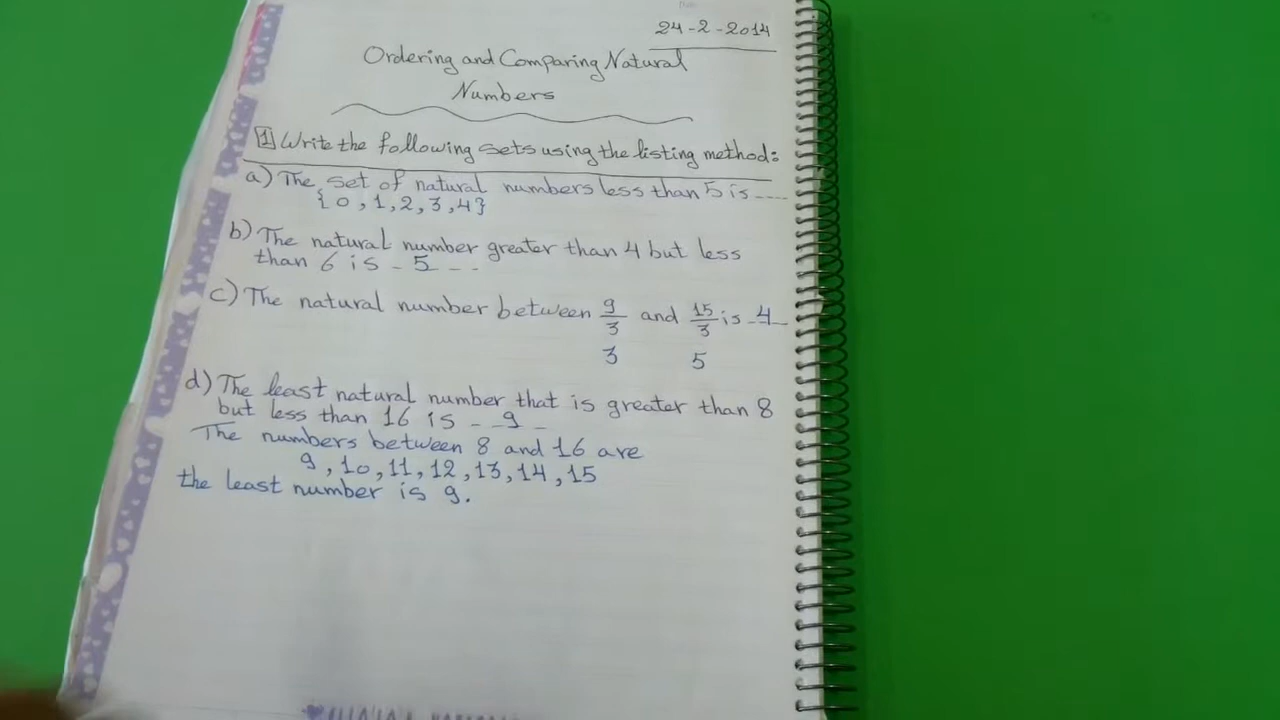 24-2-2014
Ordering and Comparing Natural
Numbers
1 Write the following sets using the listing method:
a) The set of natural numbers less than 5 is ....
{0, 1, 2, 3, 4}
b) The natural number greater than 4 but less
than 6 is - 5 - - -
c) The natural number between 9/3 and 15/3 is - 4 -
3 5
d) The least natural number that is greater than 8
but less than 16 is - - 9 -
The numbers between 8 and 16 are
9, 10, 11, 12, 13, 14, 15
the least number is 9.